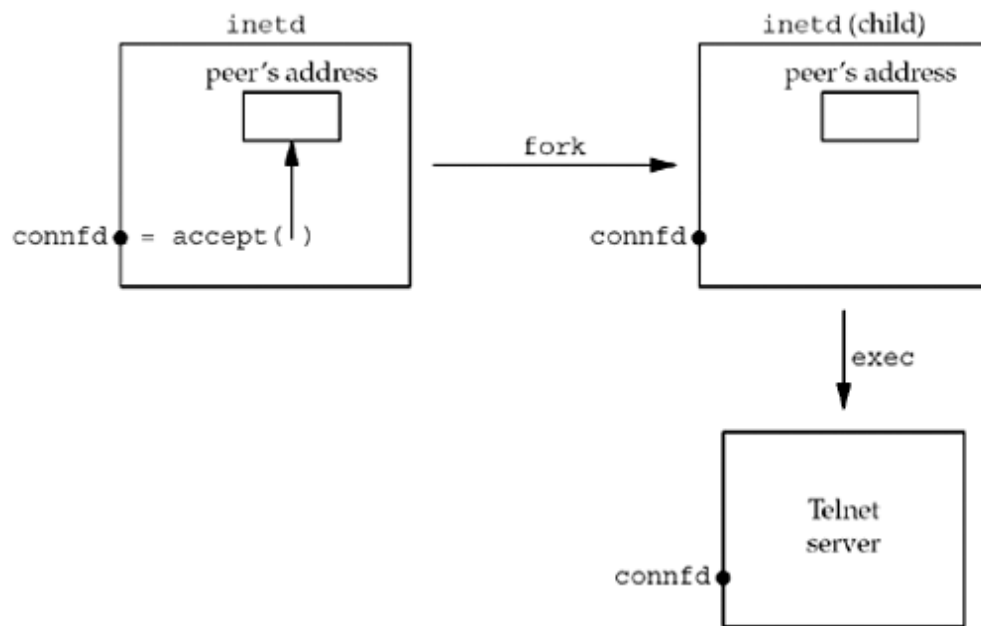 inetd
peer's address
connfd = accept( )
fork
inetd (child)
peer's address
connfd
exec
Telnet
server
connfd